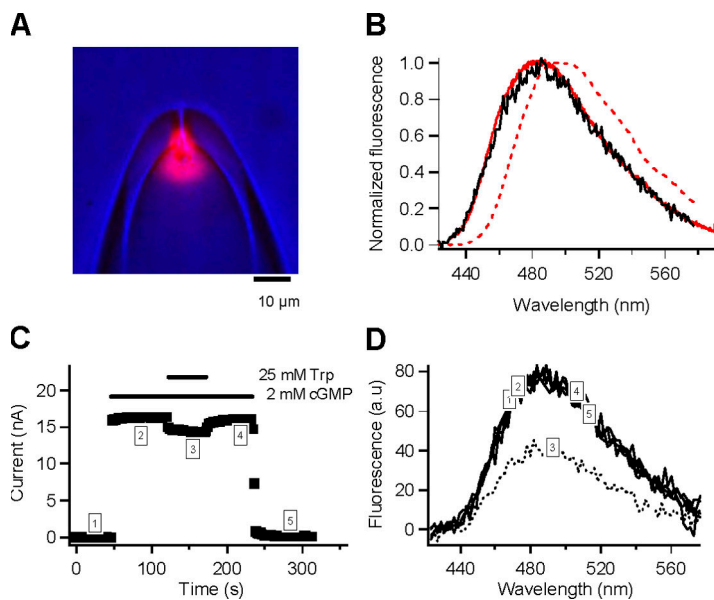 A
10 µm
B
Normalized fluorescence
1.0
0.8
0.6
0.4
0.2
0.0
440 480 520 560
Wavelength (nm)
C
25 mM Trp
2 mM cGMP
Current (nA)
20
15
10
5
0
1
2
3
4
5
0 100 200 300
Time (s)
D
Fluorescence (a.u)
80
60
40
20
0
1
2
4
5
3
440 480 520 560
Wavelength (nm)